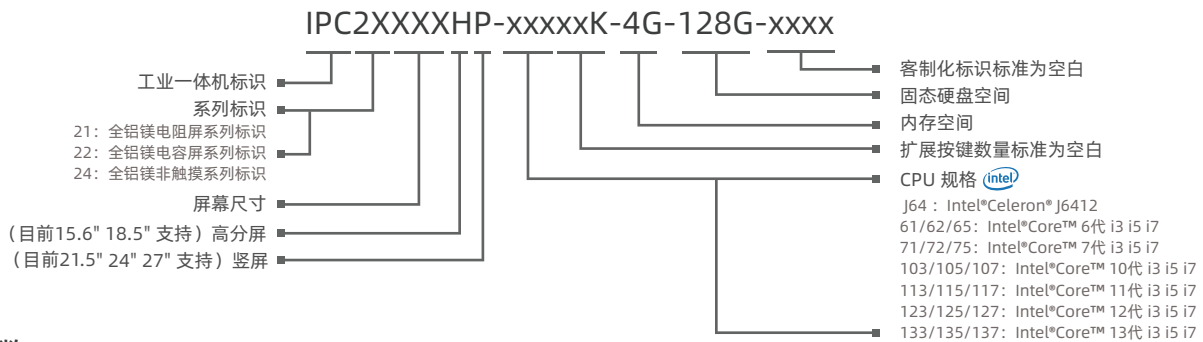 IPC2XXXXHP-xxxxxK-4G-128G-xxxx
工业一体机标识
系列标识
21：全铝镁电阻屏系列标识
22：全铝镁电容屏系列标识
24：全铝镁非触摸系列标识
屏幕尺寸
（目前15.6" 18.5" 支持）高分屏
（目前21.5" 24" 27" 支持）竖屏
客制化标识标准为空白
固态硬盘空间
内存空间
扩展按键数量标准为空白
CPU 规格 intel
J64 ：Intel®Celeron® J6412
61/62/65：Intel®Core™ 6代 i3 i5 i7
71/72/75：Intel®Core™ 7代 i3 i5 i7
103/105/107：Intel®Core™ 10代 i3 i5 i7
113/115/117：Intel®Core™ 11代 i3 i5 i7
123/125/127：Intel®Core™ 12代 i3 i5 i7
133/135/137：Intel®Core™ 13代 i3 i5 i7